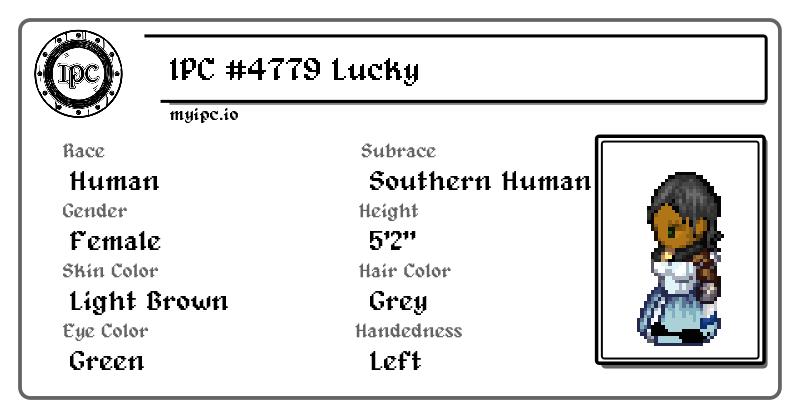 IPC
IPC #4779 Lucky
myipc.io
Race
Human
Subrace
Southern Human
Gender
Female
Height
5'2"
Skin Color
Light Brown
Hair Color
Grey
Eye Color
Green
Handedness
Left